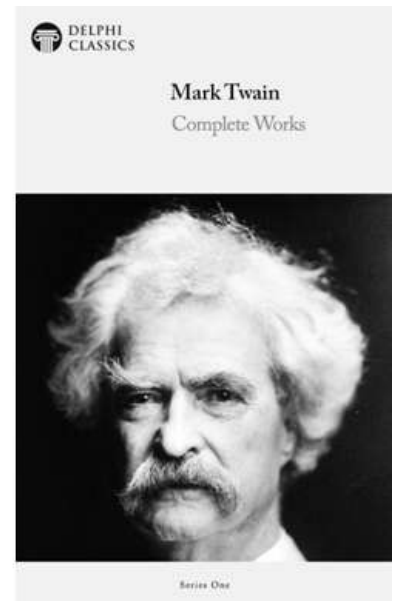 DELPHI
CLASSICS
Mark Twain
Complete Works
Series One